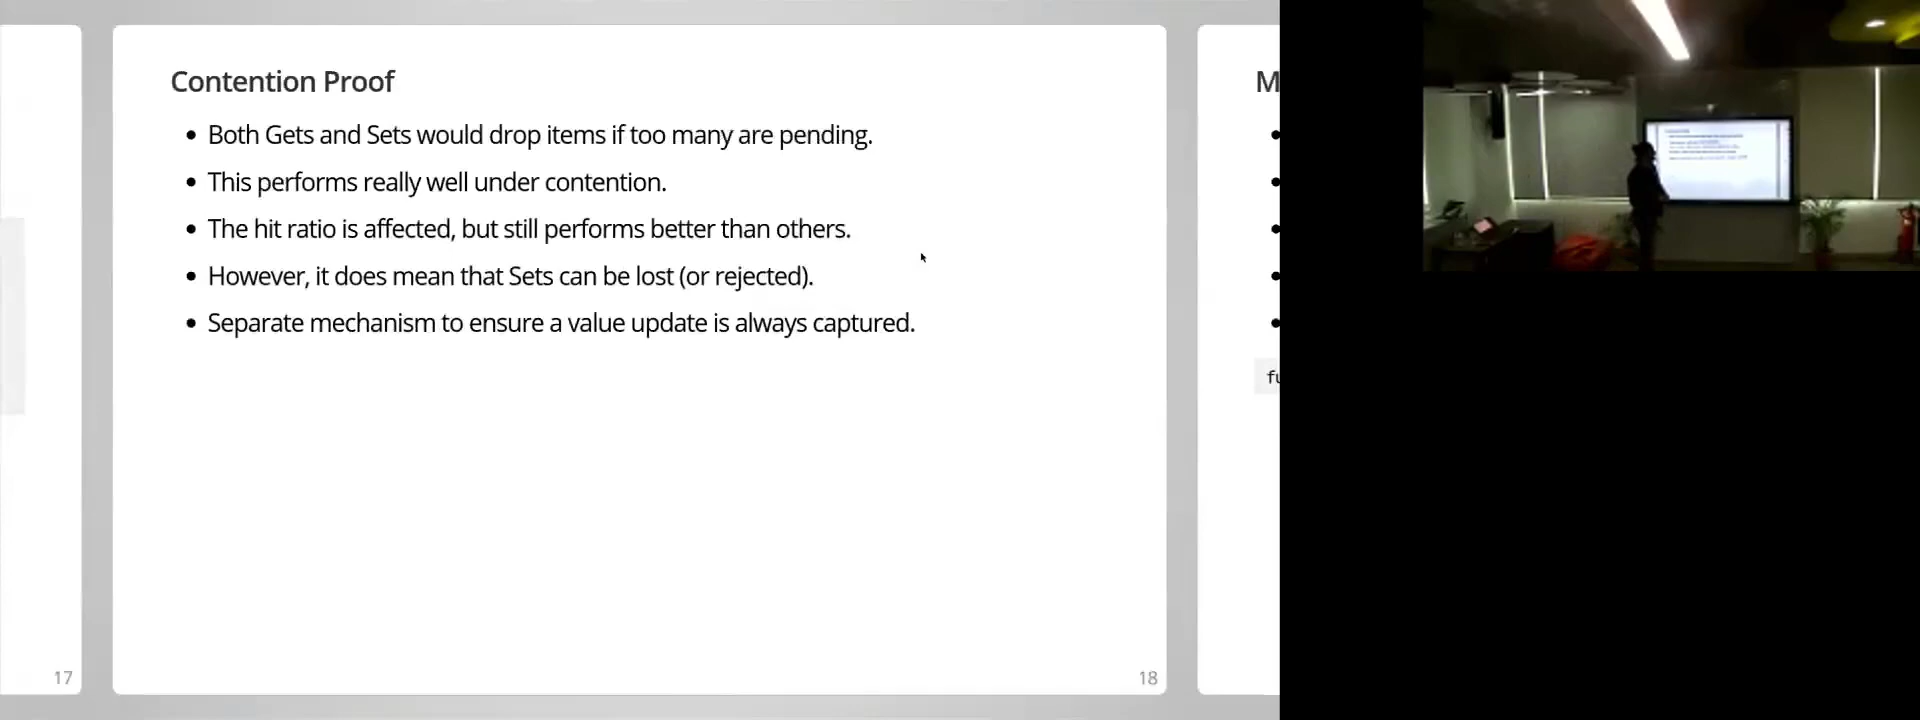 Contention Proof
• Both Gets and Sets would drop items if too many are pending.
• This performs really well under contention.
• The hit ratio is affected, but still performs better than others.
• However, it does mean that Sets can be lost (or rejected).
• Separate mechanism to ensure a value update is always captured.
17
18
M
fu